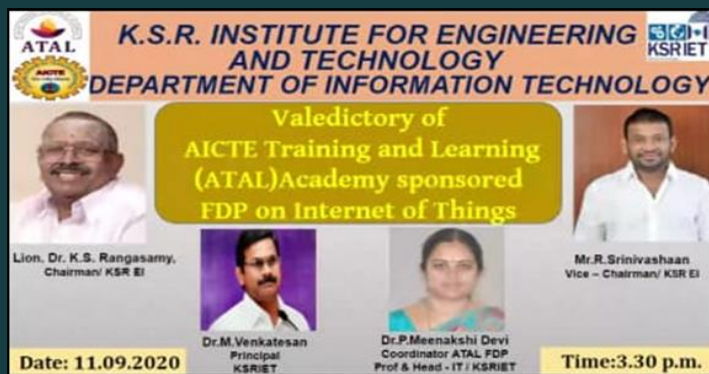 ATAL
AICTE
K.S.R. INSTITUTE FOR ENGINEERING
AND TECHNOLOGY
DEPARTMENT OF INFORMATION TECHNOLOGY
KSRIET
Valedictory of
AICTE Training and Learning
(ATAL)Academy sponsored
FDP on Internet of Things
Lion. Dr. K.S. Rangasamy.
Chairman/ KSR EI
Mr.R.Srinivashaan
Vice – Chairman/ KSR EI
Dr.M.Venkatesan
Principal
KSRIET
Dr.P.Meenakshi Devi
Coordinator ATAL FDP
Prof & Head - IT / KSRIET
Date: 11.09.2020
Time:3.30 p.m.